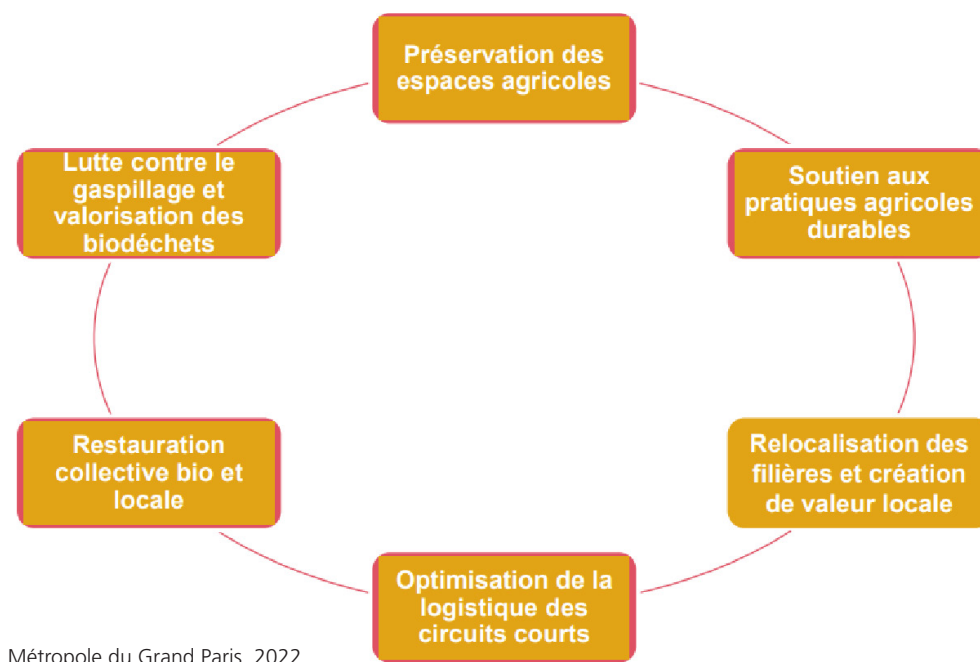 Préservation des
espaces agricoles
Soutien aux
pratiques agricoles
durables
Relocalisation des
filières et création
de valeur locale
Optimisation de la
logistique des
circuits courts
Restauration
collective bio et
locale
Lutte contre le
gaspillage et
valorisation des
biodéchets
Métropole du Grand Paris, 2022